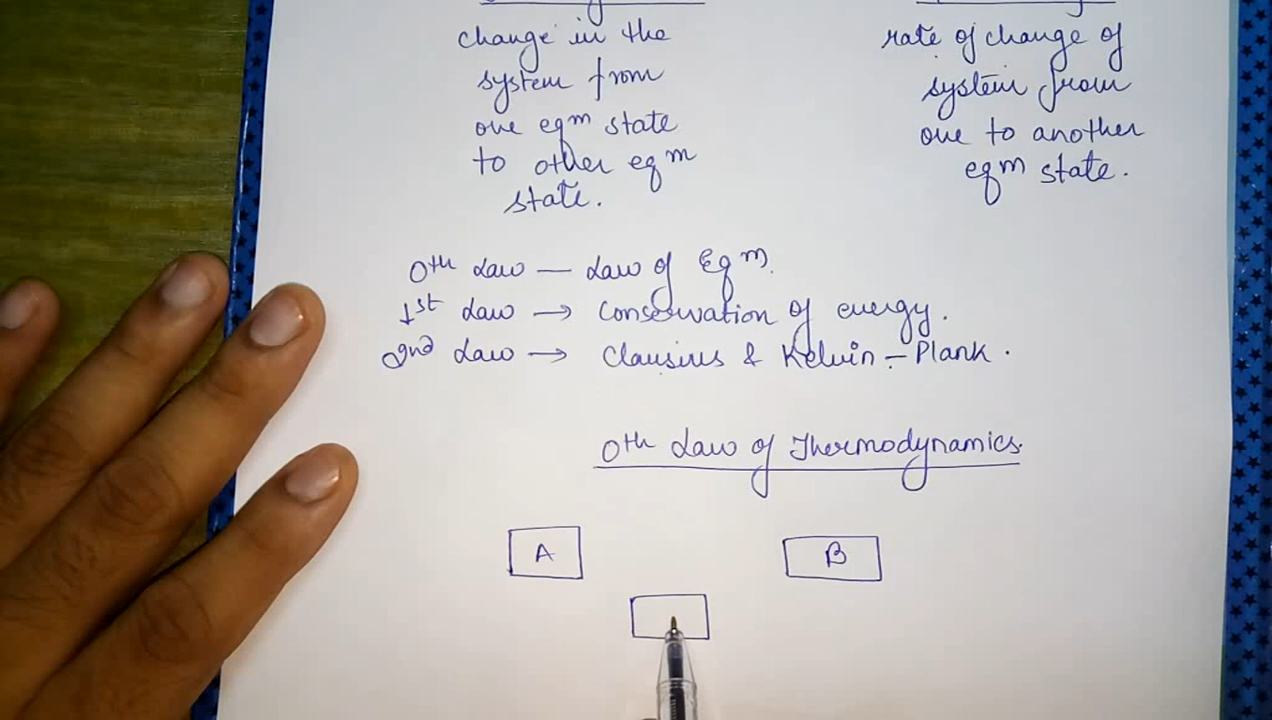 change in the
system from
one eqm state
to other eqm
state.
rate of change of
system from
one to another
eqm state.
0th Law — Law of Eqm.
1st Law → Conservation of energy.
2nd Law → Clausius & Kelvin - Plank.
0th Law of Thermodynamics.
A
B